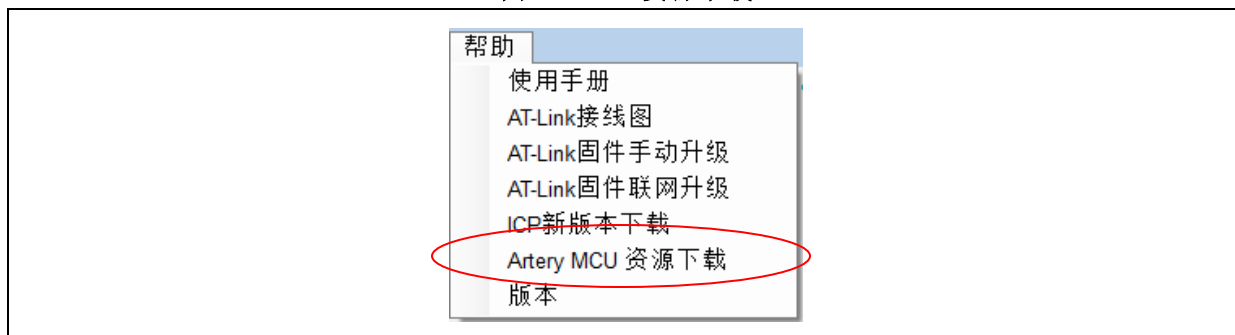 帮助
使用手册
AT-Link接线图
AT-Link固件手动升级
AT-Link固件联网升级
ICP新版本下载
Artery MCU 资源下载
版本